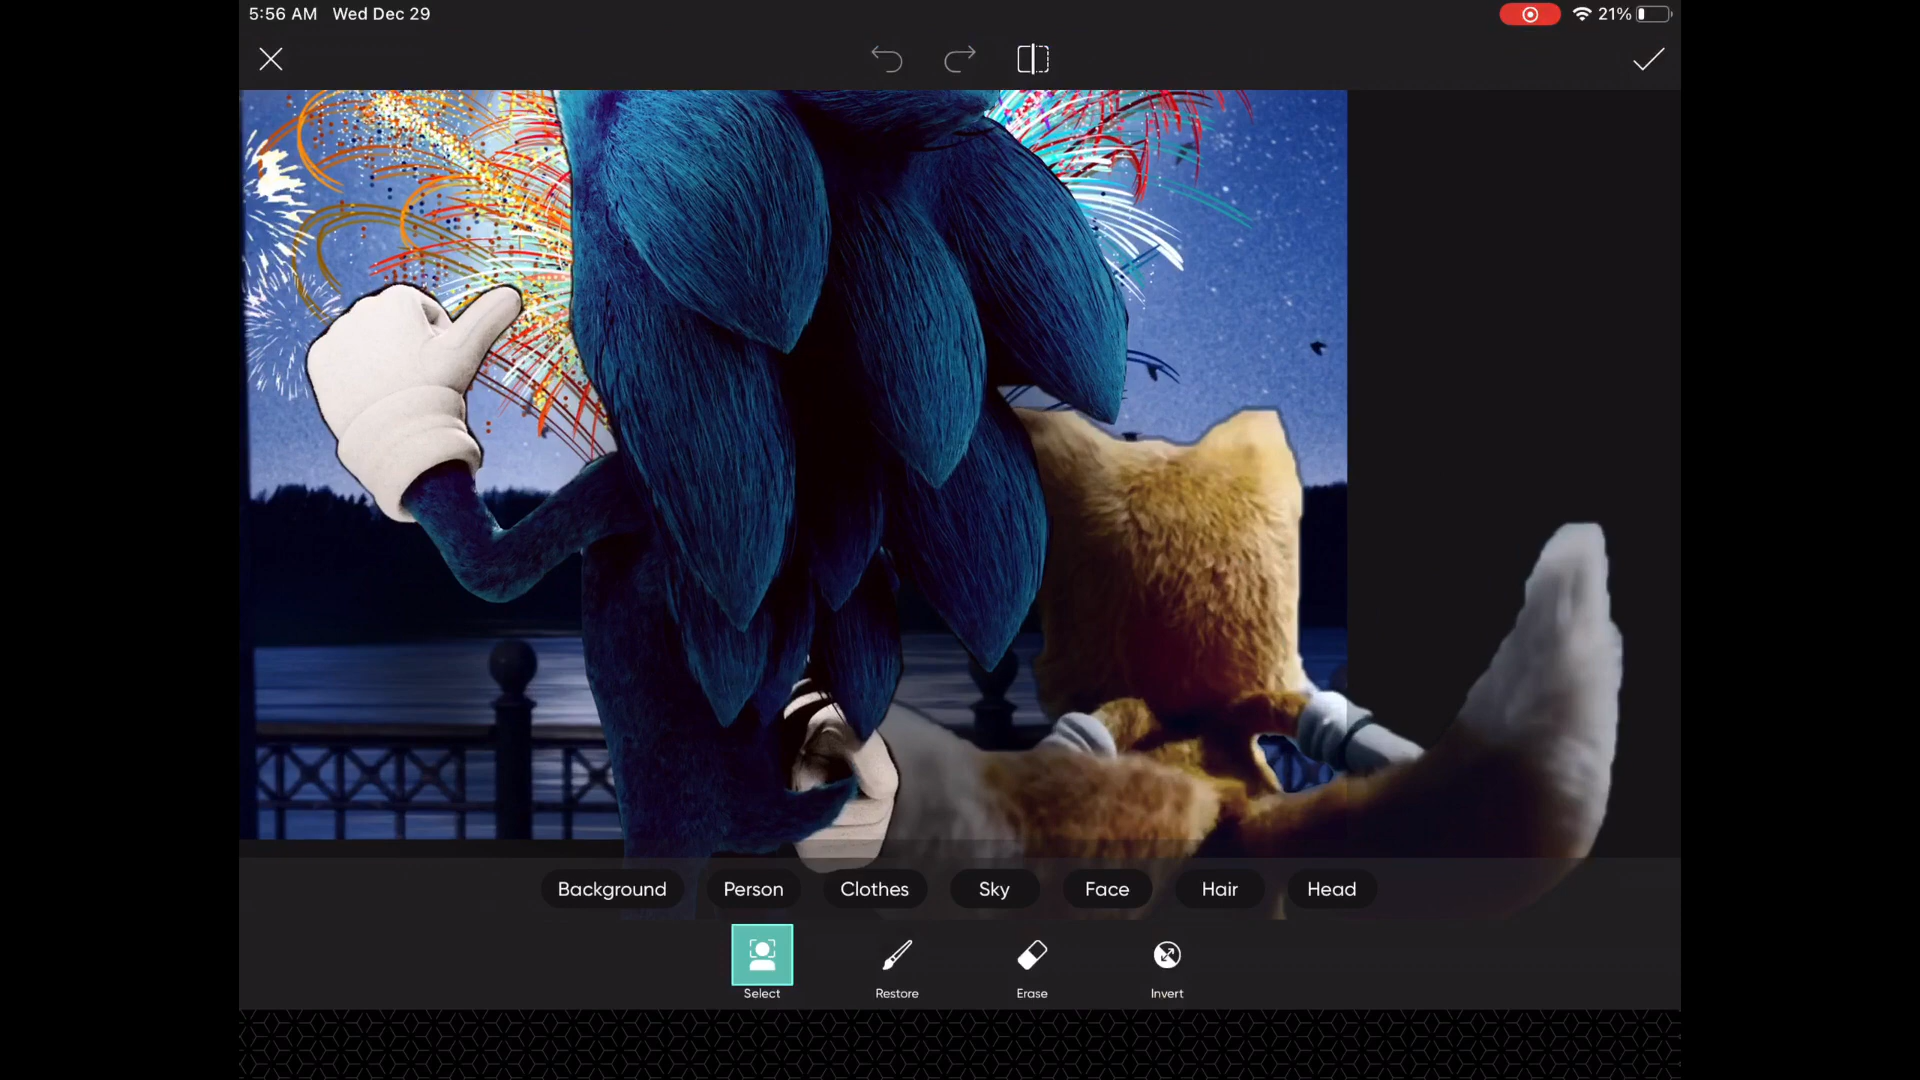 5:56 AM Wed Dec 29 21%
Background Person Clothes Sky Face Hair Head
Select Restore Erase Invert